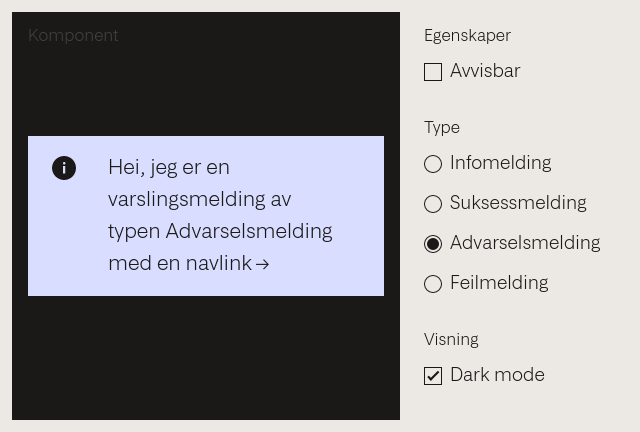 Komponent
Hei, jeg er en
varslingsmelding av
typen Advarselsmelding
med en navlink →
Egenskaper
Avvisbar
Type
Infomelding
Suksessmelding
Advarselsmelding
Feilmelding
Visning
Dark mode